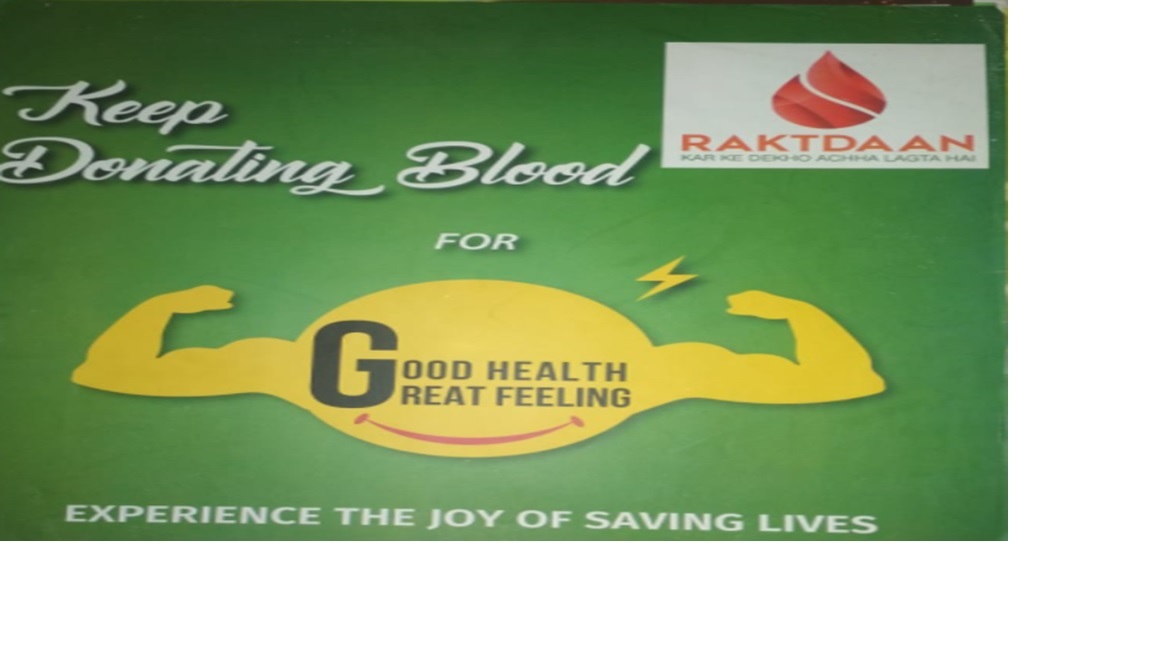 Keep
Donating Blood
RAKTDAAN
KAR KE DEKHO ACHHA LAGTA HAI
FOR
GOOD HEALTH
GREAT FEELING
EXPERIENCE THE JOY OF SAVING LIVES